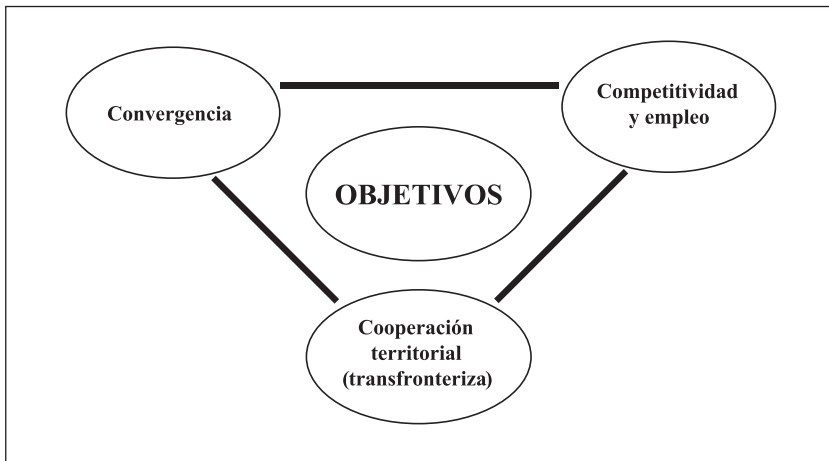 Convergencia
Competitividad
y empleo
OBJETIVOS
Cooperación
territorial
(transfronteriza)